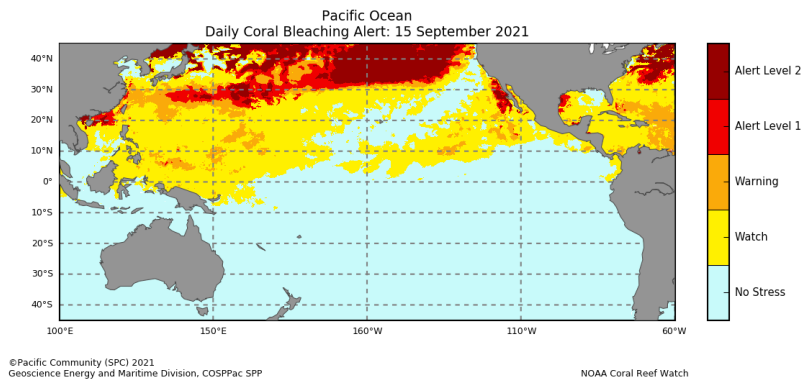 Pacific Ocean
Daily Coral Bleaching Alert: 15 September 2021
40°N
30°N
20°N
10°N
0°
10°S
20°S
30°S
40°S
100°E
150°E
160°W
110°W
60°W
Alert Level 2
Alert Level 1
Warning
Watch
No Stress
©Pacific Community (SPC) 2021
Geoscience Energy and Maritime Division, COSPPac SPP
NOAA Coral Reef Watch